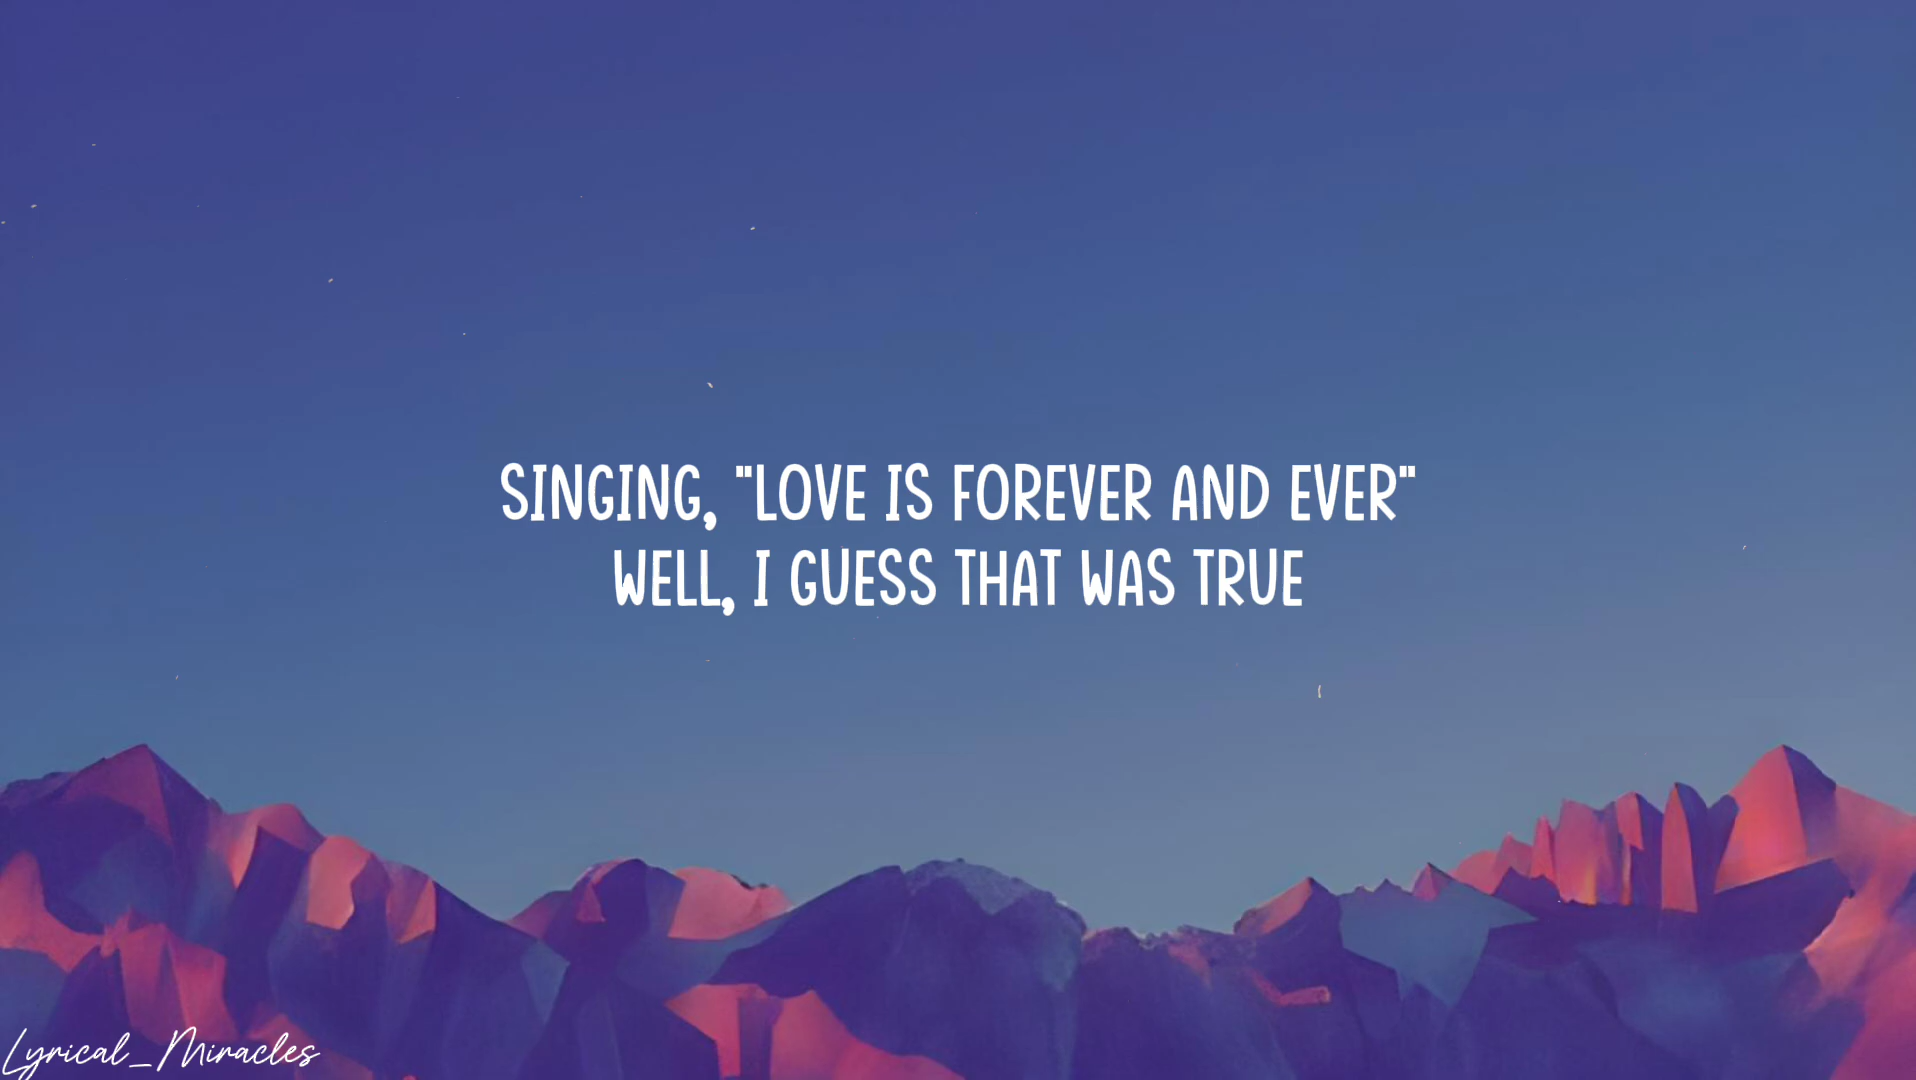 SINGING, "LOVE IS FOREVER AND EVER"
WELL, I GUESS THAT WAS TRUE
Lyrical_Miracles